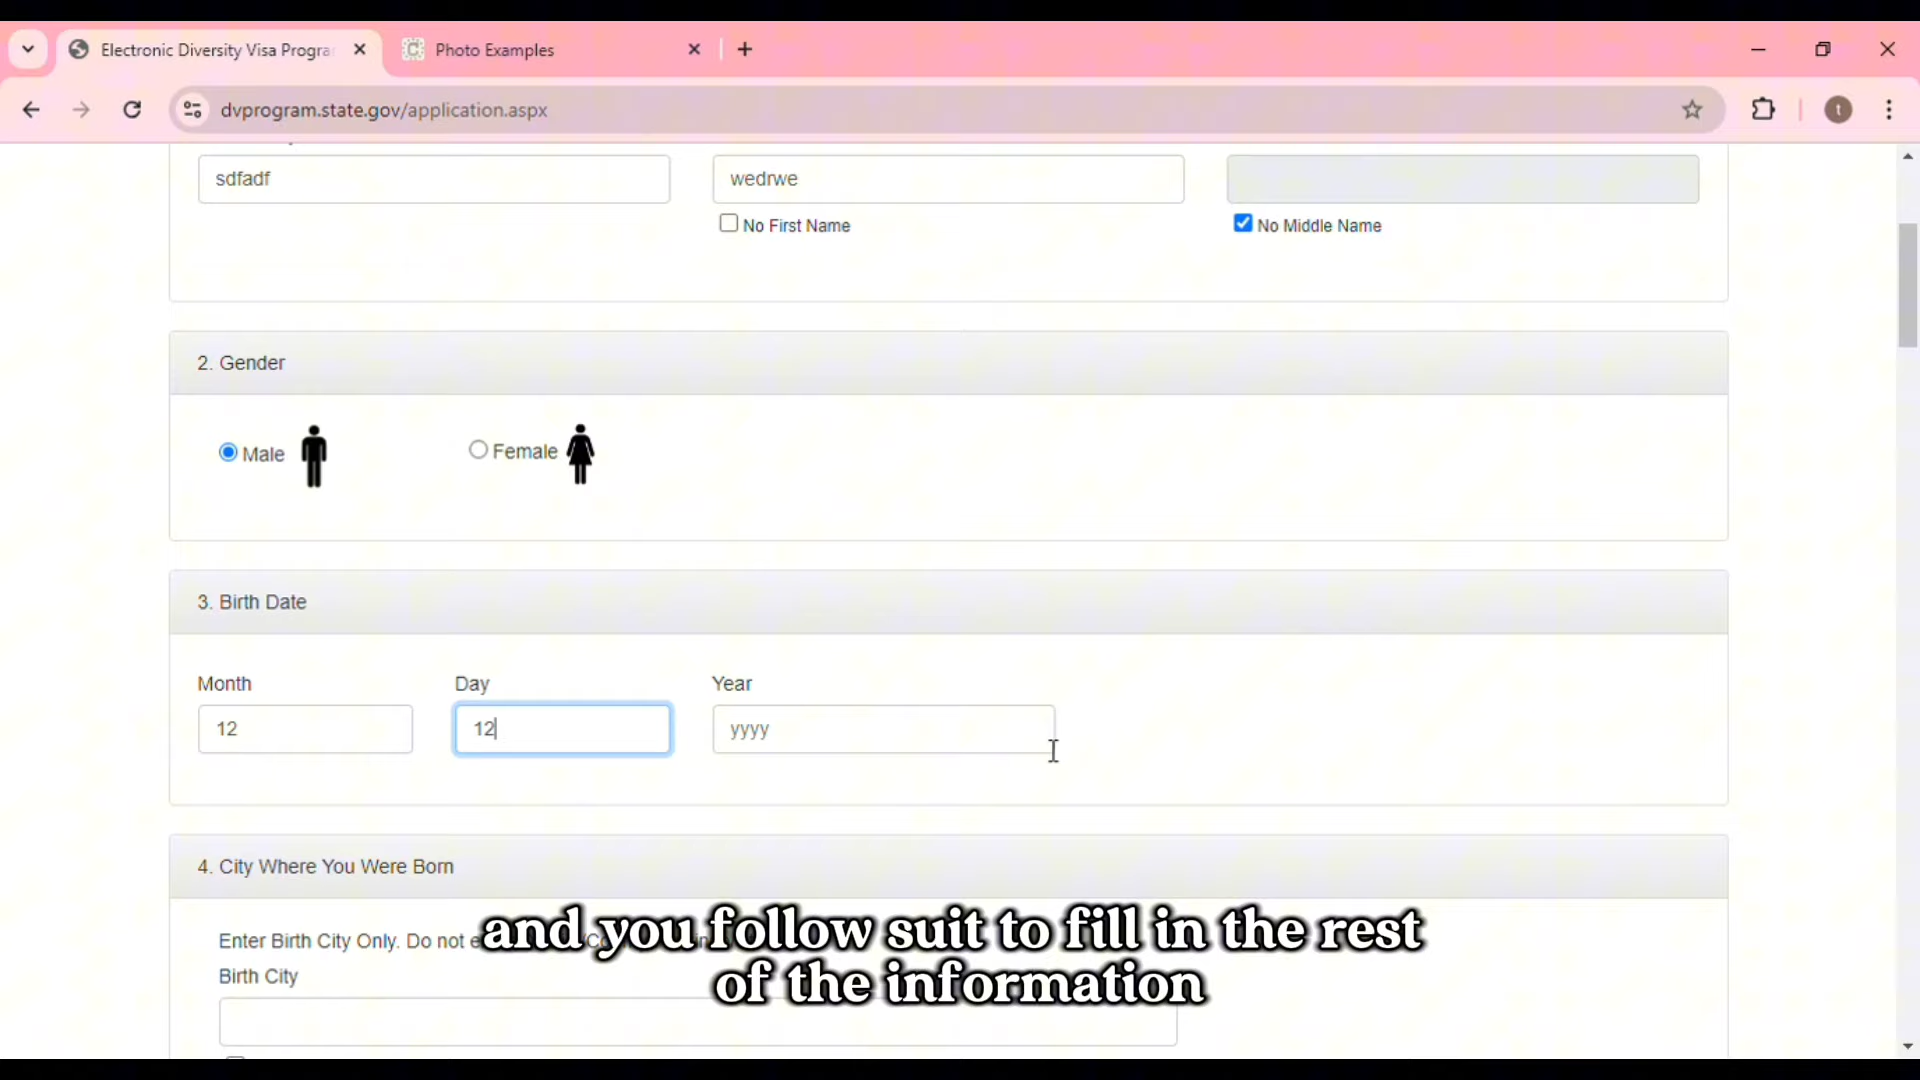 Electronic Diversity Visa Progra
Photo Examples
dvprogram.state.gov/application.aspx
t
sdfadf
wedrwe
No First Name
No Middle Name
2. Gender
Male
Female
3. Birth Date
Month
Day
Year
12
12
yyyy
4. City Where You Were Born
Enter Birth City Only. Do not
Birth City
and you follow suit to fill in the rest
of the information